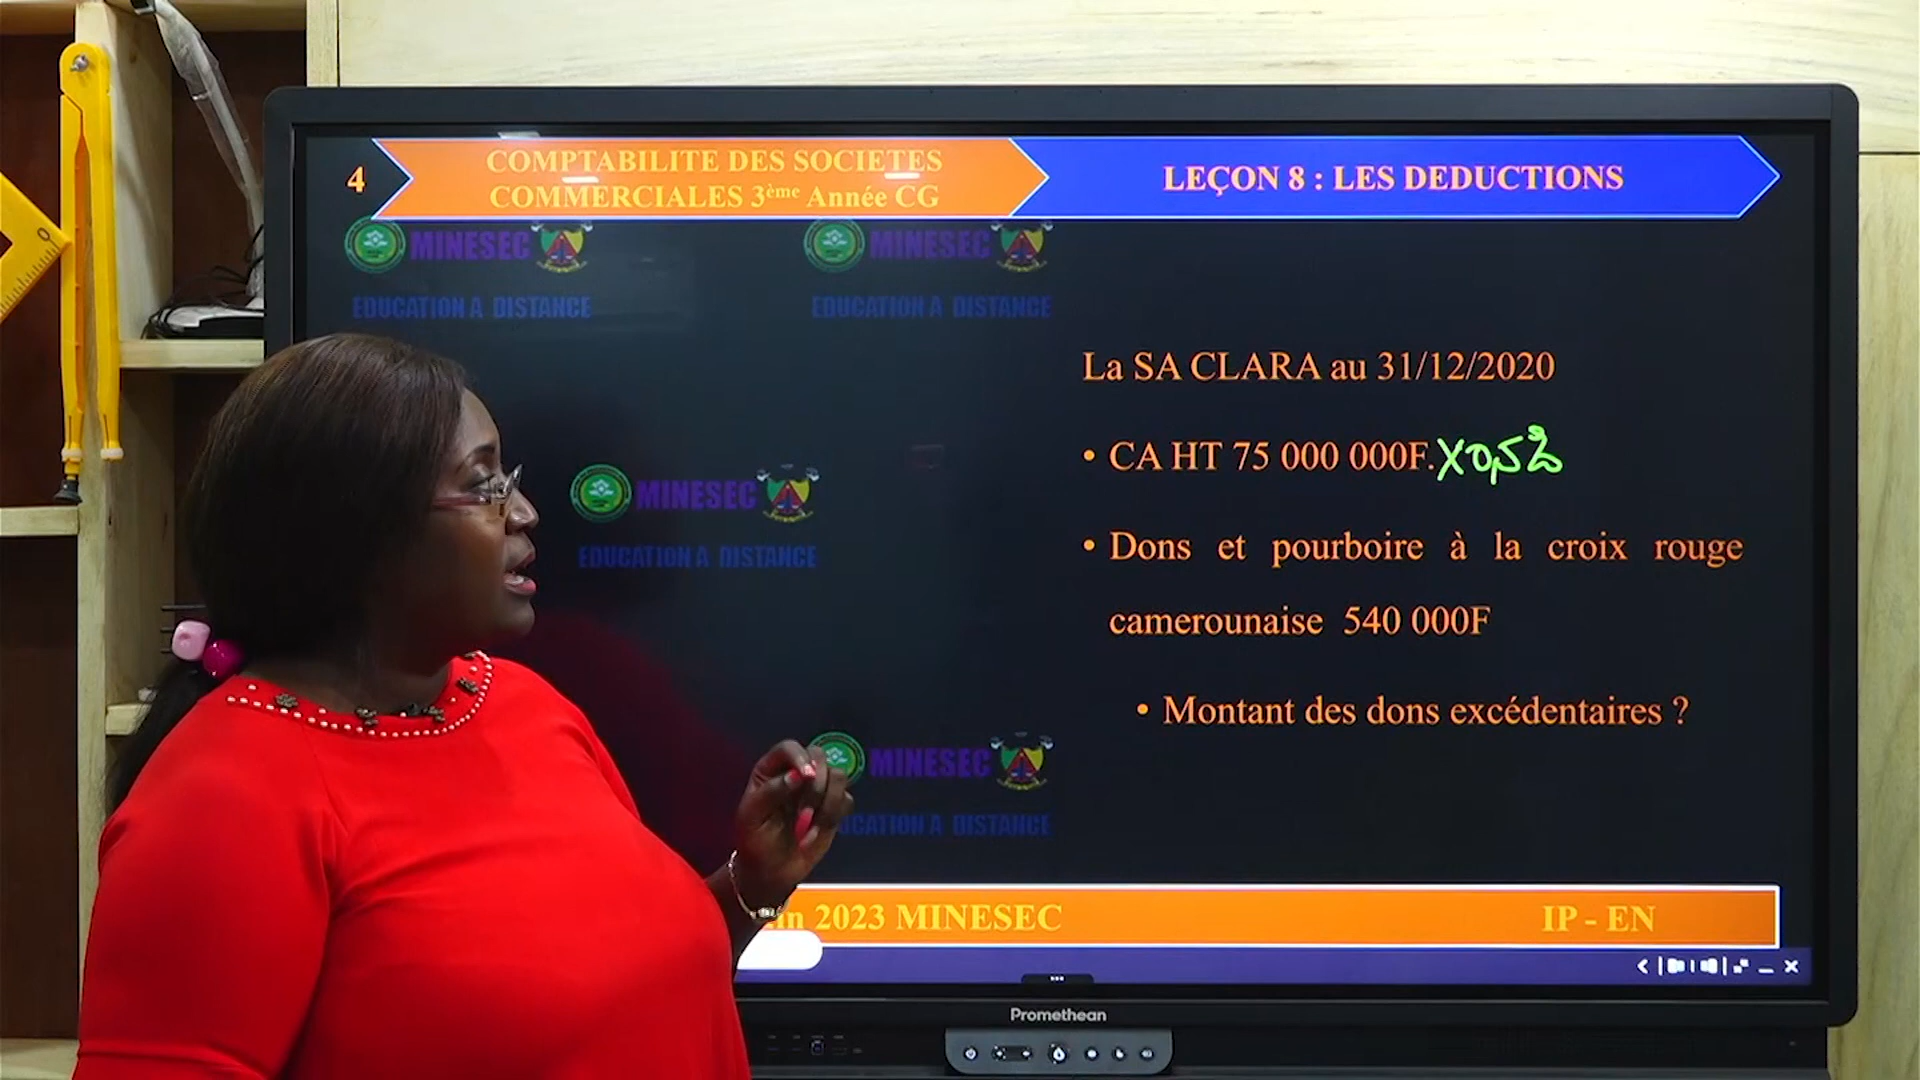 4
COMPTABILITE DES SOCIETES
COMMERCIALES 3ème Année CG
LEÇON 8 : LES DEDUCTIONS
MINESEC
EDUCATION A DISTANCE
MINESEC
EDUCATION A DISTANCE
La SA CLARA au 31/12/2020
• CA HT 75 000 000F.
MINESEC
EDUCATION A DISTANCE
• Dons et pourboire à la croix rouge
camerounaise 540 000F
• Montant des dons excédentaires ?
MINESEC
DISTANCE
2023 MINESEC
IP - EN
Promethean